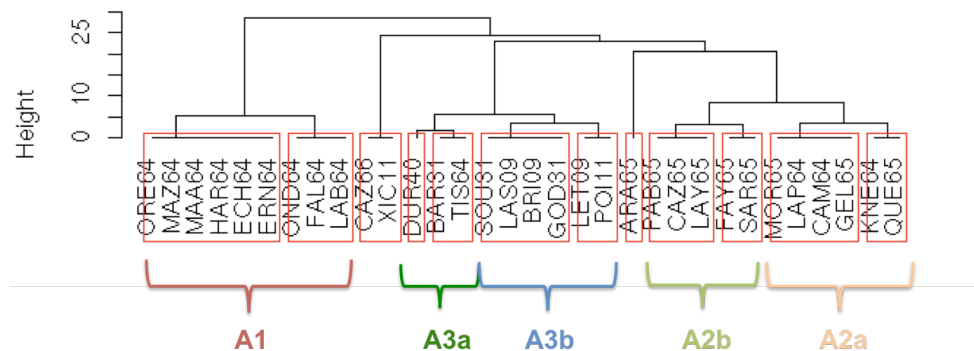 Height
25
10
0
ORE64
MAZ64
MAA64
HAR64
ECH64
ERN64
OND64
FAL64
LAB64
CAZ66
XIC11
DUR40
BAR31
TIS64
SOU31
LAS09
BRI09
GOD31
LET09
POI11
ARA65
PAB65
CAZ65
LAY65
FAY65
SAR65
MOR65
LAP64
CAM64
GEL65
KNE64
QUE65
A1
A3a
A3b
A2b
A2a